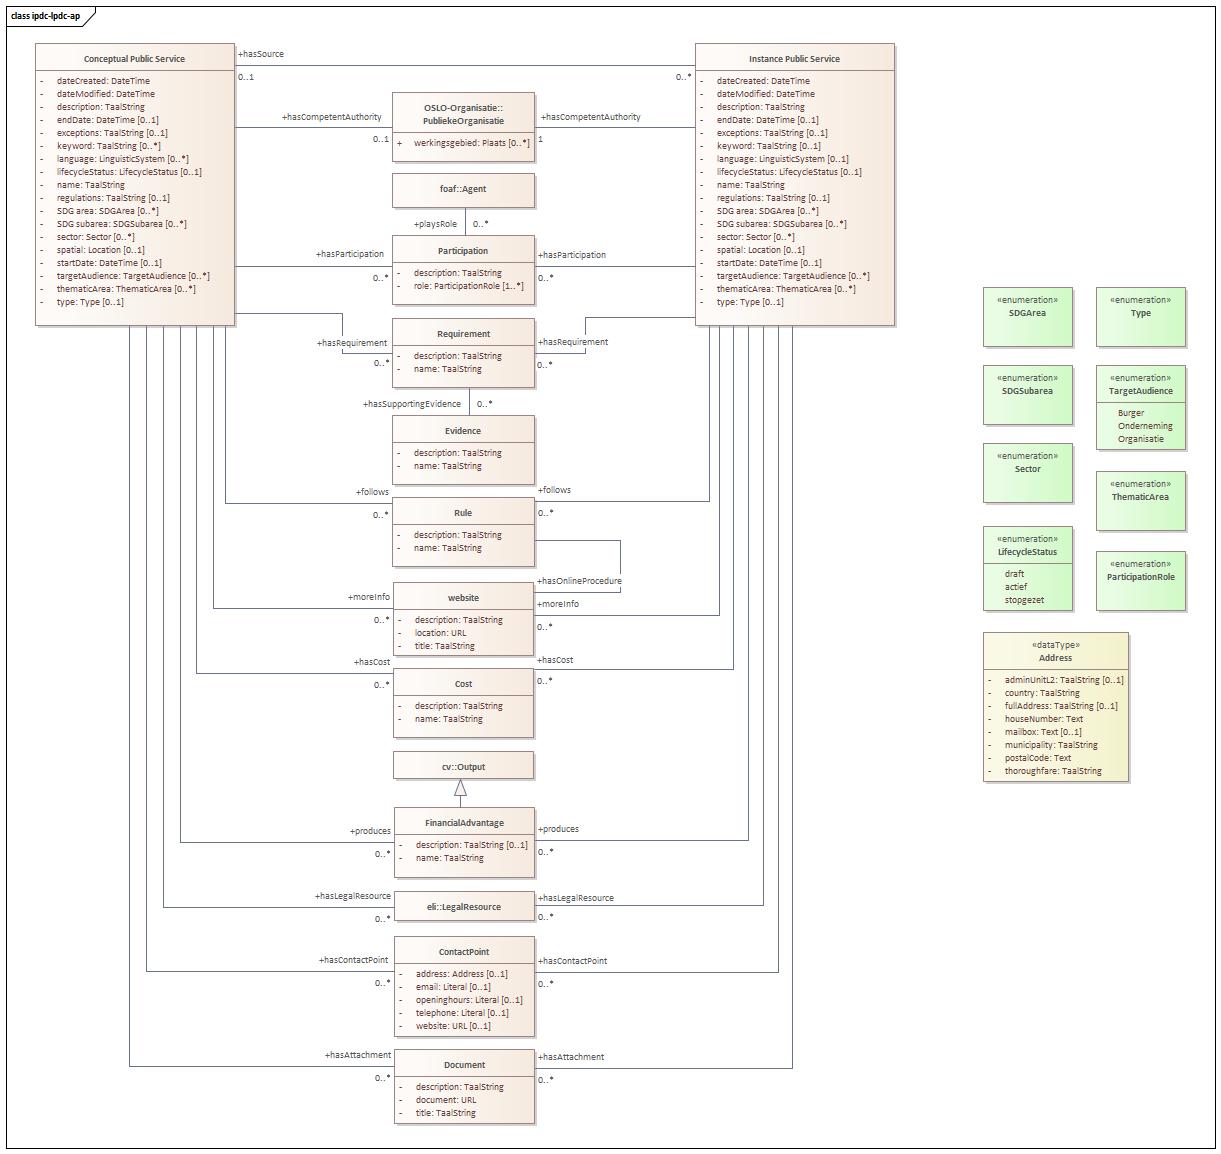 class ipdc-lpdc-ap
Conceptual Public Service
- dateCreated: DateTime
- dateModified: DateTime
- description: TaalString
- endDate: DateTime [0..1]
- exceptions: TaalString [0..1]
- keyword: TaalString [0..*]
- language: LinguisticSystem [0..*]
- lifecycleStatus: LifecycleStatus [0..1]
- name: TaalString
- regulations: TaalString [0..1]
- SDG area: SDGArea [0..*]
- SDG subarea: SDGSubarea [0..*]
- sector: Sector [0..*]
- spatial: Location [0..1]
- startDate: DateTime [0..1]
- targetAudience: TargetAudience [0..*]
- thematicArea: ThematicArea [0..*]
- type: Type [0..1]
+hasSource
0..1
0..*
Instance Public Service
- dateCreated: DateTime
- dateModified: DateTime
- description: TaalString
- endDate: DateTime [0..1]
- exceptions: TaalString [0..1]
- keyword: TaalString [0..*]
- language: LinguisticSystem [0..1]
- lifecycleStatus: LifecycleStatus [0..1]
- name: TaalString
- regulations: TaalString [0..1]
- SDG area: SDGArea [0..*]
- SDG subarea: SDGSubarea [0..*]
- sector: Sector [0..*]
- spatial: Location [0..1]
- startDate: DateTime [0..1]
- targetAudience: TargetAudience [0..*]
- thematicArea: ThematicArea [0..*]
- type: Type [0..1]
+hasCompetentAuthority
0..1
OSLO-Organisatie::
PubliekeOrganisatie
+ werkingsgebied: Plaats [0..*]
+hasCompetentAuthority
1
foaf::Agent
+playsRole 0..*
+hasParticipation
0..*
Participation
- description: TaalString
- role: ParticipationRole [1..*]
+hasParticipation
0..*
+hasRequirement
0..*
Requirement
- description: TaalString
- name: TaalString
+hasRequirement
0..*
+hasSupportingEvidence 0..*
Evidence
- description: TaalString
- name: TaalString
+follows
0..*
Rule
- description: TaalString
- name: TaalString
+follows
0..*
+hasOnlineProcedure
+moreInfo
0..*
website
- description: TaalString
- location: URL
- title: TaalString
+moreInfo
0..*
+hasCost
0..*
Cost
- description: TaalString
- name: TaalString
+hasCost
0..*
cv::Output
+produces
0..*
FinancialAdvantage
- description: TaalString [0..1]
- name: TaalString
+produces
0..*
+hasLegalResource
0..*
eli::LegalResource
+hasLegalResource
0..*
+hasContactPoint
0..*
ContactPoint
- address: Address [0..1]
- email: Literal [0..1]
- openinghours: Literal [0..1]
- telephone: Literal [0..1]
- website: URL [0..1]
+hasContactPoint
0..*
+hasAttachment
0..*
Document
- description: TaalString
- document: URL
- title: TaalString
+hasAttachment
0..*
«enumeration»
SDGArea
«enumeration»
Type
«enumeration»
SDGSubarea
«enumeration»
TargetAudience
Burger
Onderneming
Organisatie
«enumeration»
Sector
«enumeration»
ThematicArea
«enumeration»
LifecycleStatus
draft
actief
stopgezet
«enumeration»
ParticipationRole
«dataType»
Address
- adminUnitL2: TaalString [0..1]
- country: TaalString
- fullAddress: TaalString [0..1]
- houseNumber: Text
- mailbox: Text [0..1]
- municipality: TaalString
- postalCode: Text
- thoroughfare: TaalString